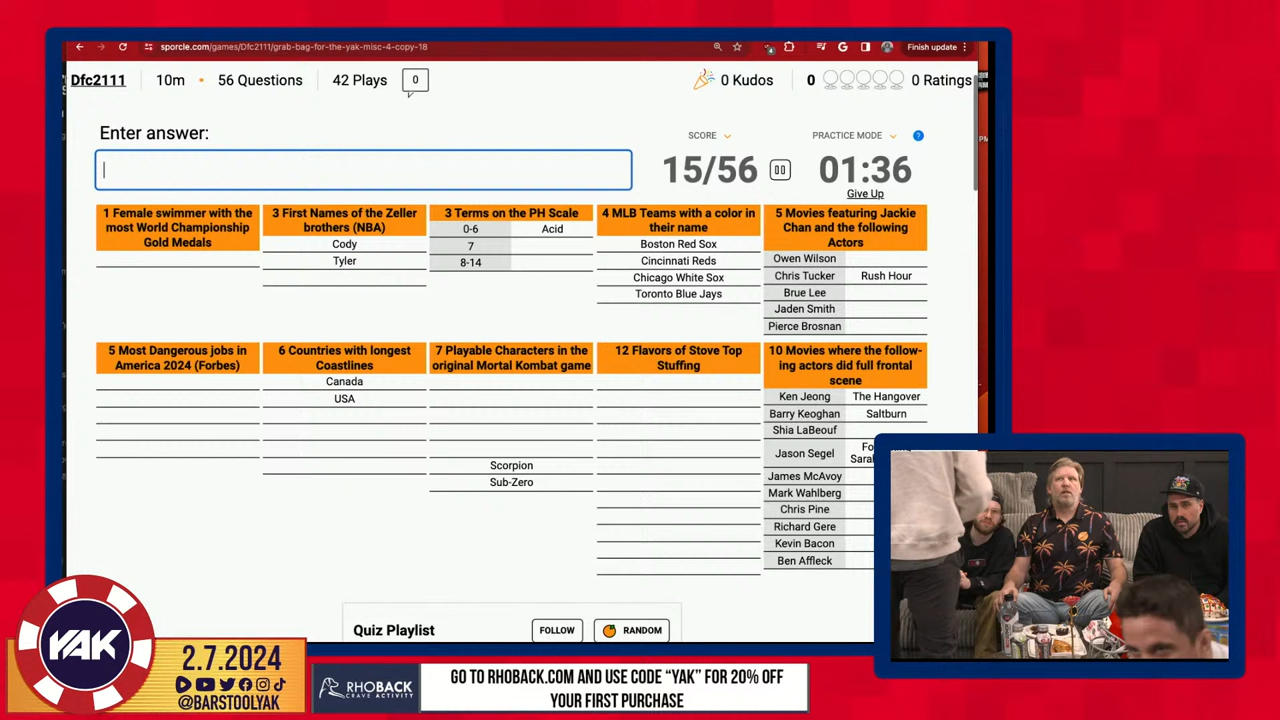 sporcle.com/games/Dfc2111/grab-bag-for-the-yak-misc-4-copy-18
Finish update
Dfc2111
10m
56 Questions
42 Plays
0
0 Kudos
0
0 Ratings
Enter answer:
SCORE
PRACTICE MODE
?
15/56
01:36
Give Up
1 Female swimmer with the
most World Championship
Gold Medals
3 First Names of the Zeller
brothers (NBA)
Cody
Tyler
3 Terms on the PH Scale
0-6 Acid
7
8-14
4 MLB Teams with a color in
their name
Boston Red Sox
Cincinnati Reds
Chicago White Sox
Toronto Blue Jays
5 Movies featuring Jackie
Chan and the following
Actors
Owen Wilson
Chris Tucker Rush Hour
Brue Lee
Jaden Smith
Pierce Brosnan
5 Most Dangerous jobs in
America 2024 (Forbes)
6 Countries with longest
Coastlines
Canada
USA
7 Playable Characters in the
original Mortal Kombat game
Scorpion
Sub-Zero
12 Flavors of Stove Top
Stuffing
10 Movies where the follow-
ing actors did full frontal
scene
Ken Jeong The Hangover
Barry Keoghan Saltburn
Shia LaBeouf
Jason Segel
James McAvoy
Mark Wahlberg
Chris Pine
Richard Gere
Kevin Bacon
Ben Affleck
Quiz Playlist
FOLLOW
RANDOM
YAK
2.7.2024
@BARSTOOLYAK
RHOBACK
CRAVE ACTIVITY
GO TO RHOBACK.COM AND USE CODE "YAK" FOR 20% OFF
YOUR FIRST PURCHASE